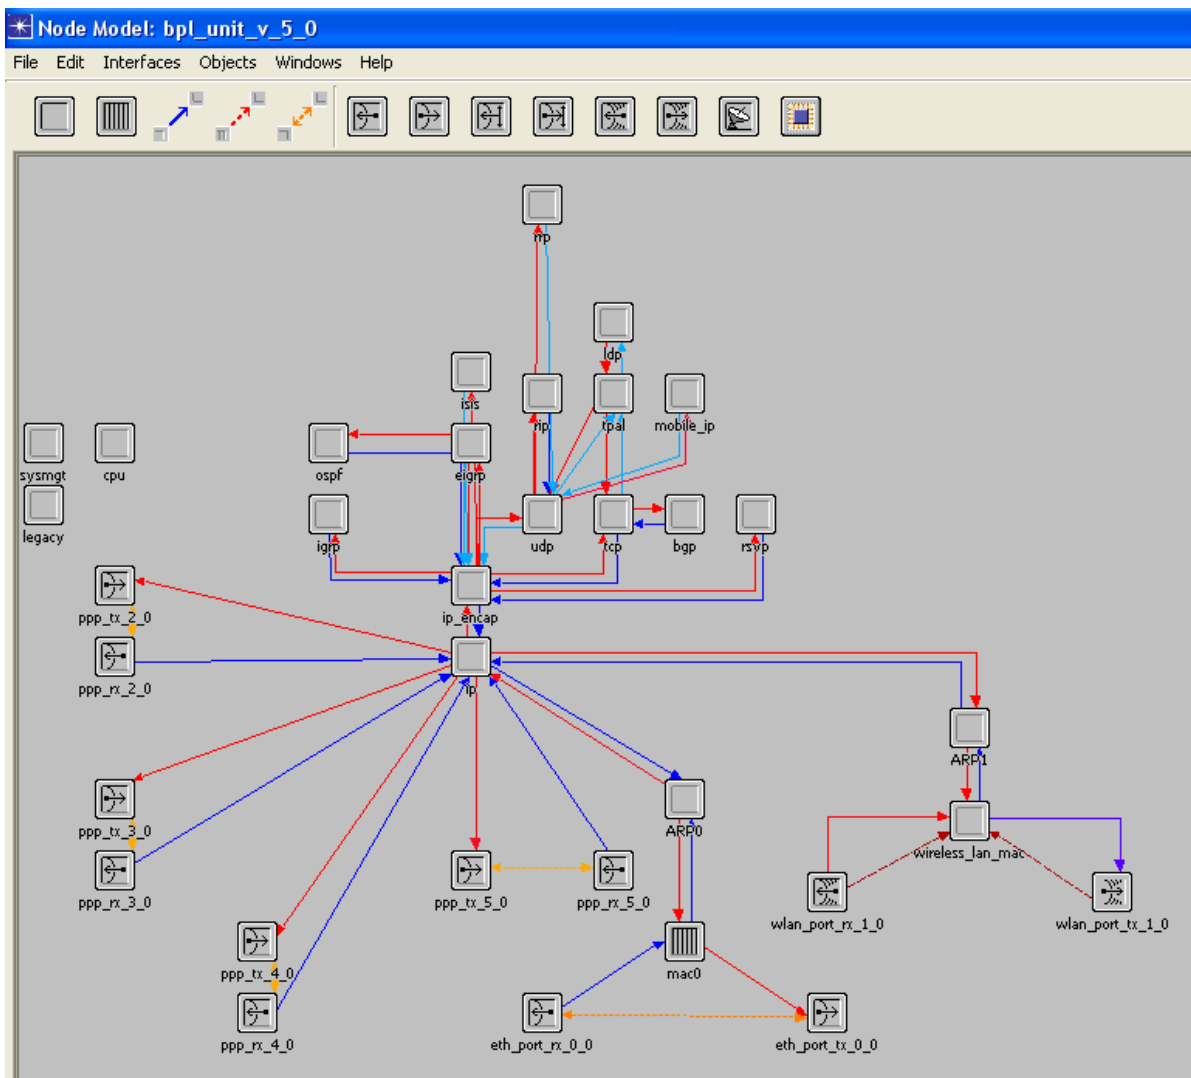 Node Model: bpl_unit_v_5_0
File Edit Interfaces Objects Windows Help
ldp
isis
rip
tpal
mobile_ip
sysmgt
cpu
ospf
eigrp
legacy
igrp
udp
tcp
bgp
rsvp
ppp_tx_2_0
ip_encap
ppp_rx_2_0
ip
ARP1
ppp_tx_3_0
ARP0
wireless_lan_mac
ppp_rx_3_0
ppp_tx_5_0
ppp_rx_5_0
wlan_port_rx_1_0
wlan_port_tx_1_0
ppp_tx_4_0
mac0
ppp_rx_4_0
eth_port_rx_0_0
eth_port_tx_0_0